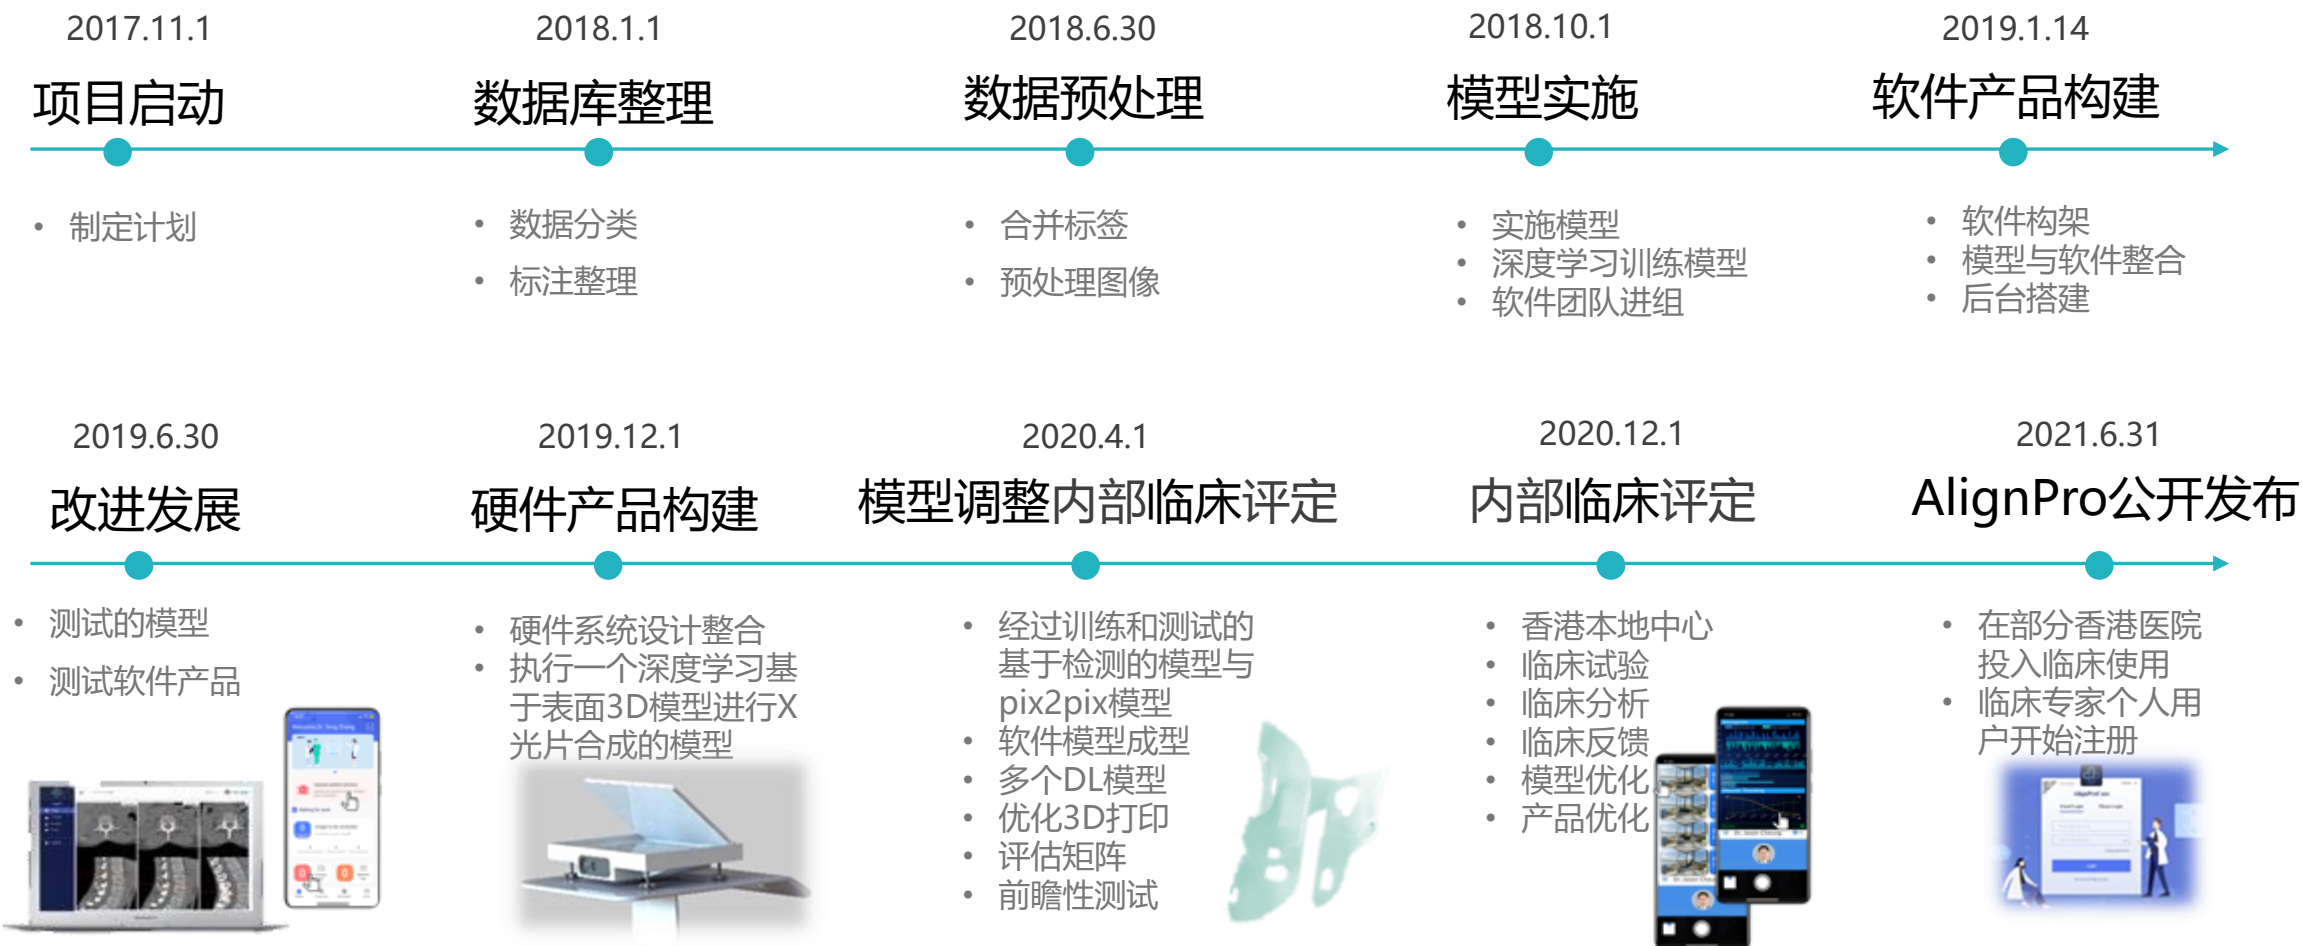 2017.11.1
2018.1.1
2018.6.30
2018.10.1
2019.1.14
项目启动
数据库整理
数据预处理
模型实施
软件产品构建
• 制定计划
• 数据分类
• 标注整理
• 合并标签
• 预处理图像
• 实施模型
• 深度学习训练模型
• 软件团队进组
• 软件构架
• 模型与软件整合
• 后台搭建
2019.6.30
2019.12.1
2020.4.1
2020.12.1
2021.6.31
改进发展
硬件产品构建
模型调整内部临床评定
内部临床评定
AlignPro公开发布
• 测试的模型
• 测试软件产品
• 硬件系统设计整合
• 执行一个深度学习基
于表面3D模型进行X
光片合成的模型
• 经过训练和测试的
基于检测的模型与
pix2pix模型
• 软件模型成型
• 多个DL模型
• 优化3D打印
• 评估矩阵
• 前瞻性测试
• 香港本地中心
• 临床试验
• 临床分析
• 临床反馈
• 模型优化
• 产品优化
• 在部分香港医院
投入临床使用
• 临床专家个人用
户开始注册